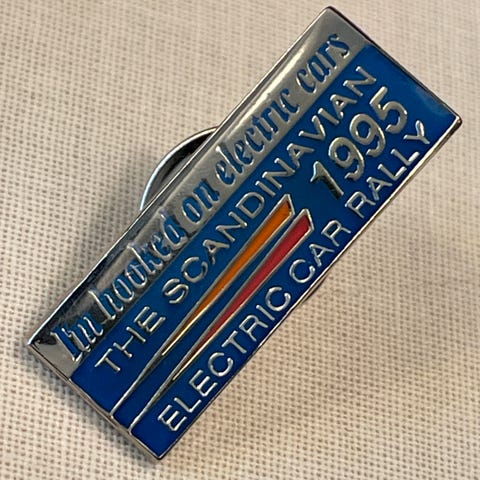 I'm hooked on electric cars
THE SCANDINAVIAN
1995
ELECTRIC CAR RALLY